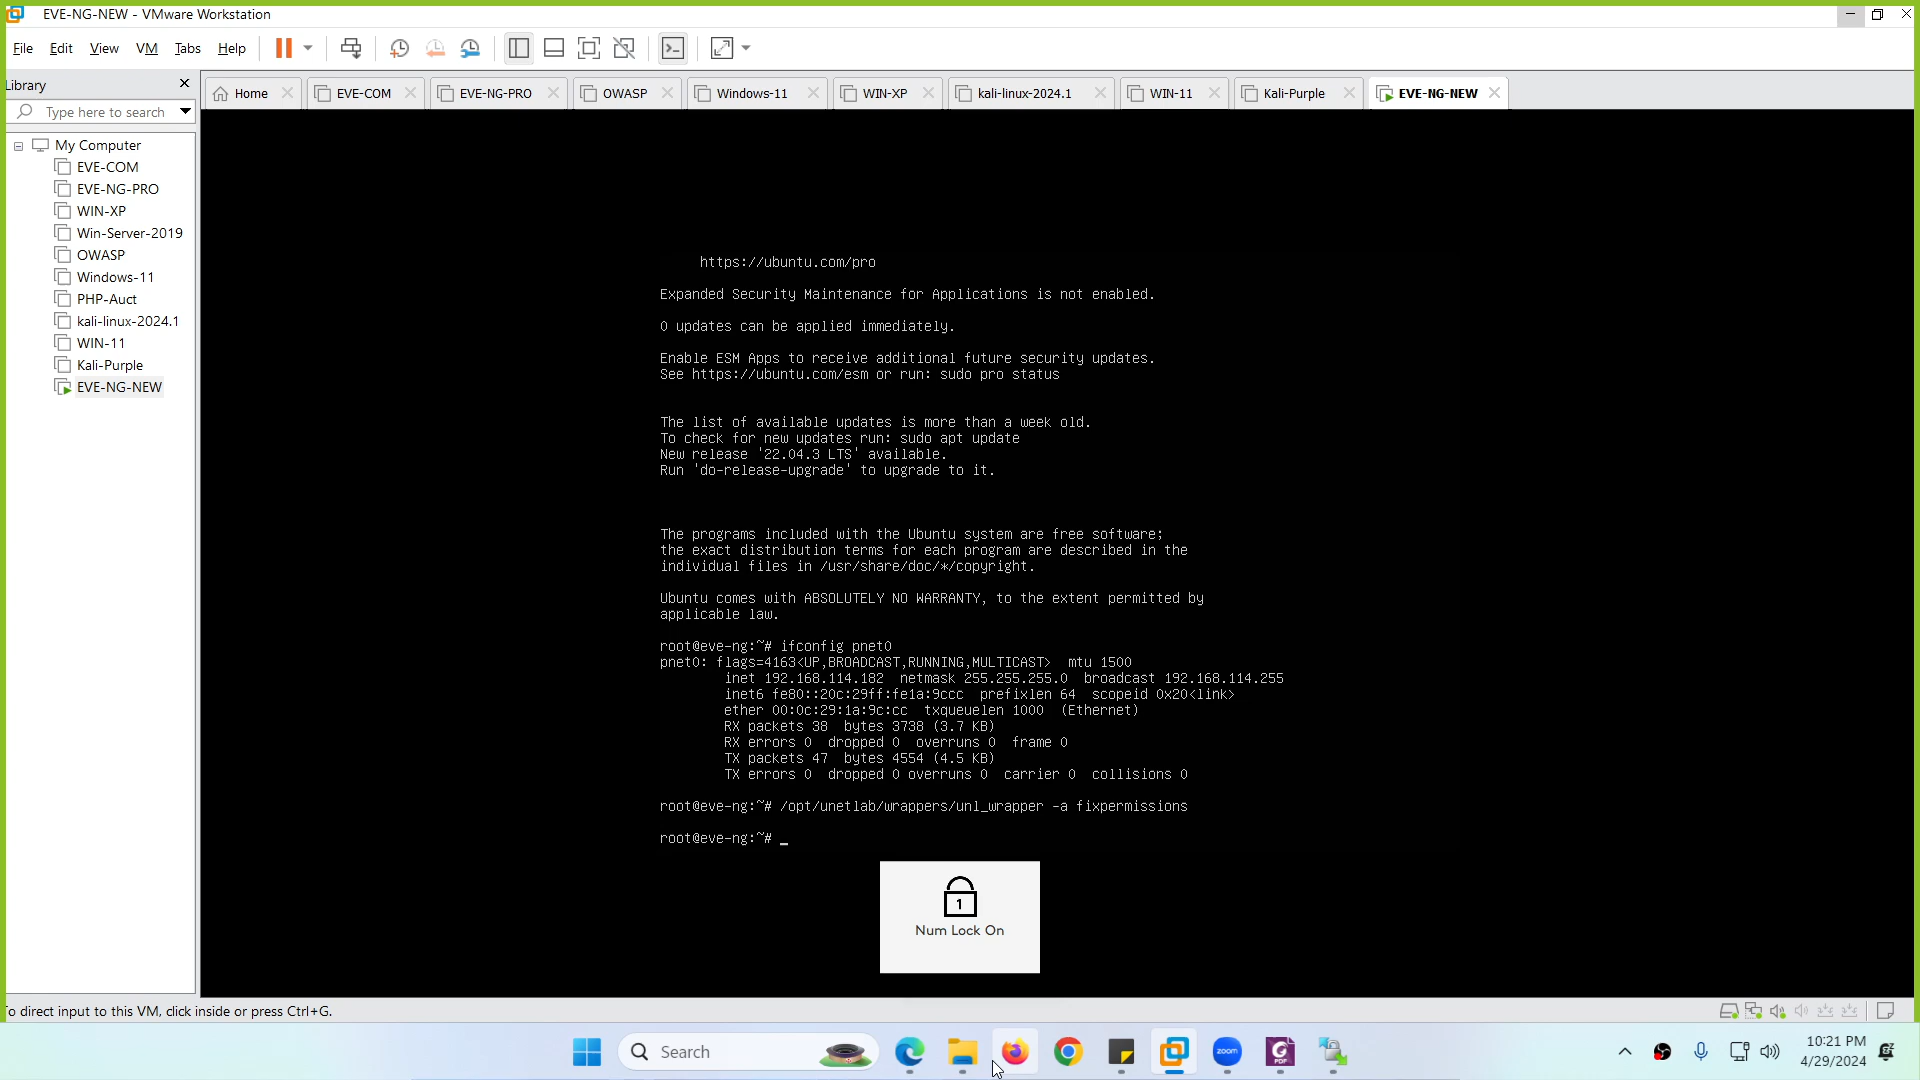 EVE-NG-NEW - VMware Workstation
File Edit View VM Tabs Help
Library
Type here to search
Home EVE-COM EVE-NG-PRO OWASP Windows-11 WIN-XP kali-linux-2024.1 WIN-11 Kali-Purple EVE-NG-NEW
My Computer
EVE-COM
EVE-NG-PRO
WIN-XP
Win-Server-2019
OWASP
Windows-11
PHP-Auct
kali-linux-2024.1
WIN-11
Kali-Purple
EVE-NG-NEW
https://ubuntu.com/pro
Expanded Security Maintenance for Applications is not enabled.
0 updates can be applied immediately.
Enable ESM Apps to receive additional future security updates.
See https://ubuntu.com/esm or run: sudo pro status
The list of available updates is more than a week old.
To check for new updates run: sudo apt update
New release '22.04.3 LTS' available.
Run 'do-release-upgrade' to upgrade to it.
The programs included with the Ubuntu system are free software;
the exact distribution terms for each program are described in the
individual files in /usr/share/doc/*/copyright.
Ubuntu comes with ABSOLUTELY NO WARRANTY, to the extent permitted by
applicable law.
root@eve-ng:~# ifconfig pnet0
pnet0: flags=4163<UP,BROADCAST,RUNNING,MULTICAST>  mtu 1500
inet 192.168.114.182  netmask 255.255.255.0  broadcast 192.168.114.255
inet6 fe80::20c:29ff:fe1a:9ccc  prefixlen 64  scopeid 0x20<link>
ether 00:0c:29:1a:9c:cc  txqueuelen 1000  (Ethernet)
RX packets 38  bytes 3738 (3.7 KB)
RX errors 0  dropped 0  overruns 0  frame 0
TX packets 47  bytes 4554 (4.5 KB)
TX errors 0  dropped 0 overruns 0  carrier 0  collisions 0
root@eve-ng:~# /opt/unetlab/wrappers/unl_wrapper -a fixpermissions
root@eve-ng:~# _
1
Num Lock On
To direct input to this VM, click inside or press Ctrl+G.
Search
zoom
PDF
10:21 PM
4/29/2024